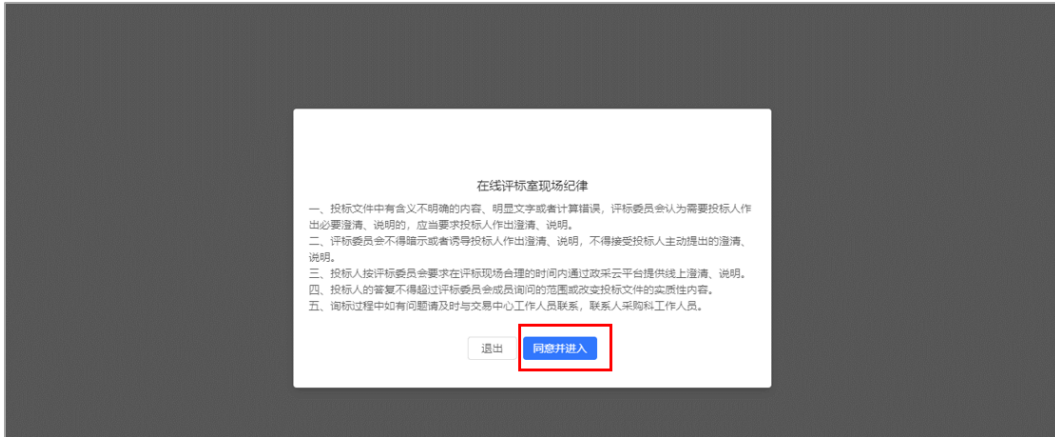 在线评标室现场纪律
一、投标文件中有含义不明确的内容、明显文字或者计算错误，评标委员会认为需要投标人作
出必要澄清、说明的，应当要求投标人作出澄清、说明。
二、评标委员会不得暗示或者诱导投标人作出澄清、说明，不得接受投标人主动提出的澄清、
说明。
三、投标人按评标委员会要求在评标现场合理的时间内通过政采云平台提供线上澄清、说明。
四、投标人的答复不得超过评标委员会成员询问的范围或改变投标文件的实质性内容。
五、询标过程中如有问题请及时与交易中心工作人员联系，联系人采购科工作人员。
退出 同意并进入